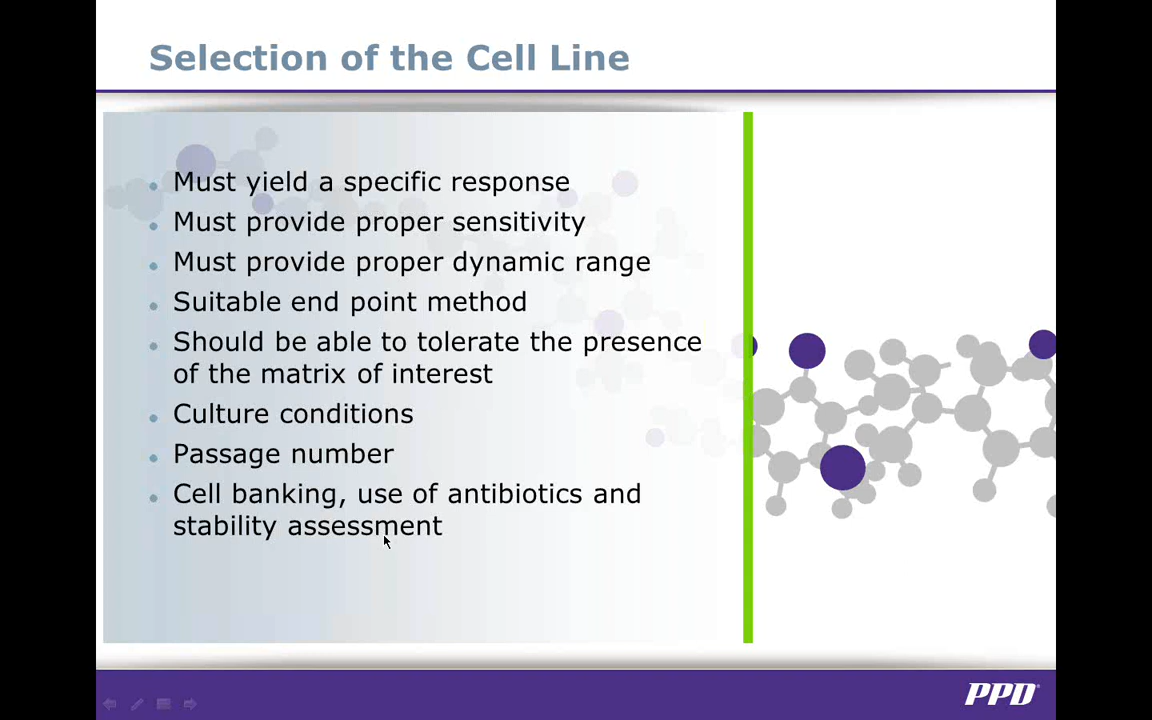 Selection of the Cell Line
Must yield a specific response
Must provide proper sensitivity
Must provide proper dynamic range
Suitable end point method
Should be able to tolerate the presence
of the matrix of interest
Culture conditions
Passage number
Cell banking, use of antibiotics and
stability assessment
PPD®